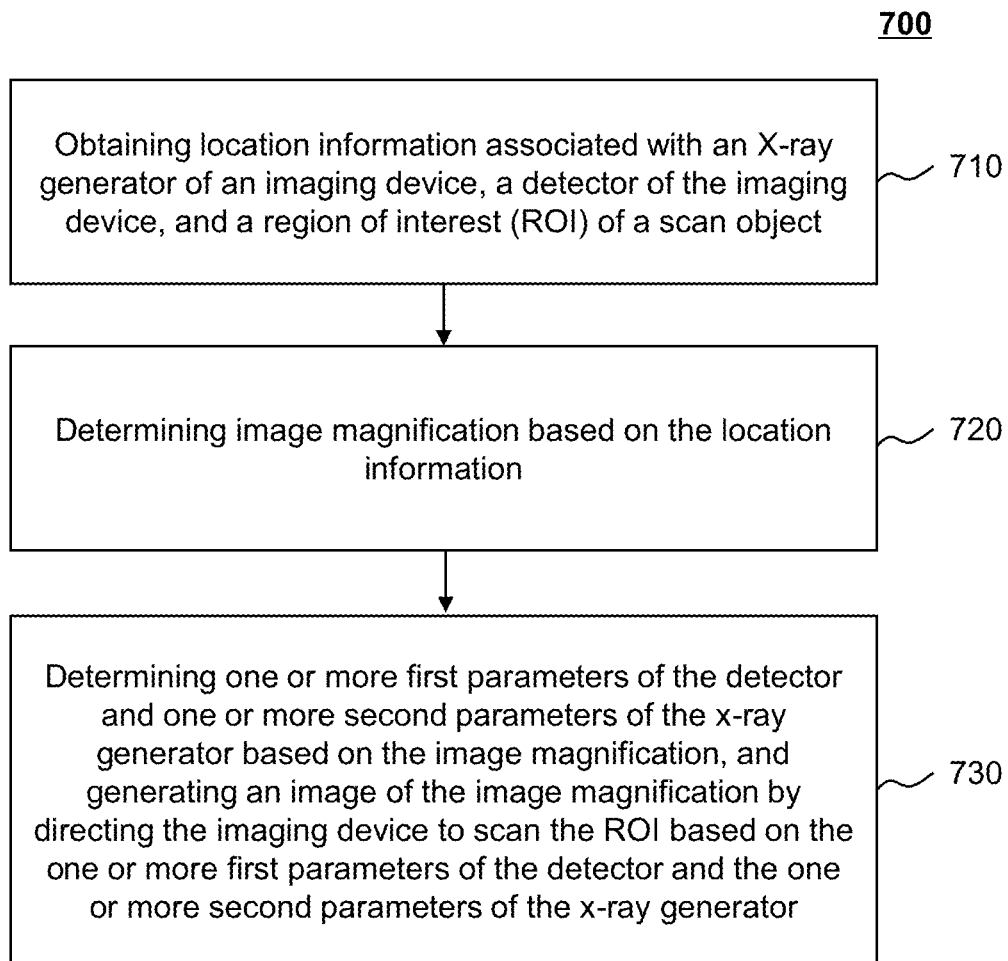 700
Obtaining location information associated with an X-ray
generator of an imaging device, a detector of the imaging
device, and a region of interest (ROI) of a scan object
710
Determining image magnification based on the location
information
720
Determining one or more first parameters of the detector
and one or more second parameters of the x-ray
generator based on the image magnification, and
generating an image of the image magnification by
directing the imaging device to scan the ROI based on the
one or more first parameters of the detector and the one
or more second parameters of the x-ray generator
730